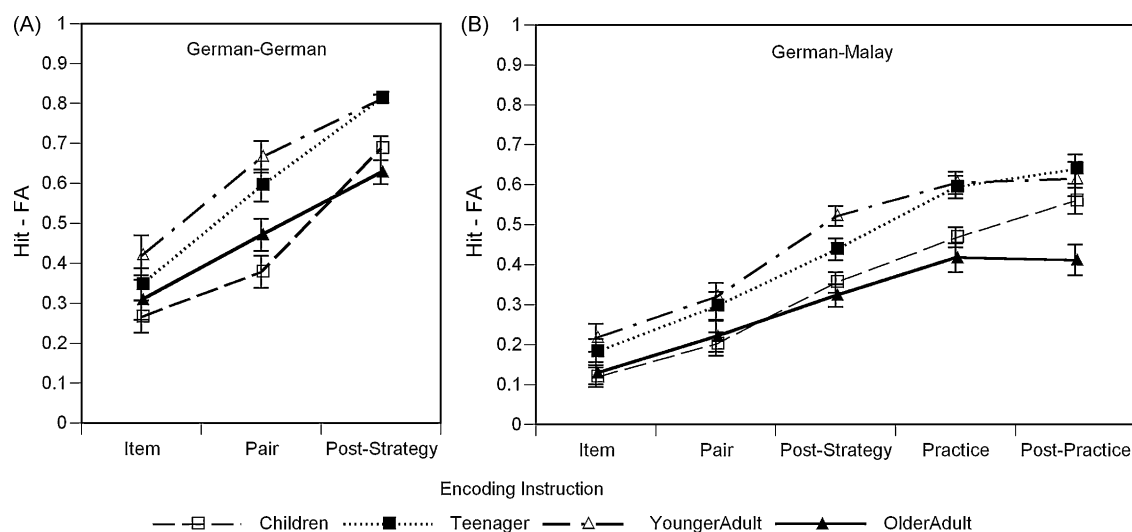 (A)
German-German
Hit - FA
1
0.9
0.8
0.7
0.6
0.5
0.4
0.3
0.2
0.1
0
Item Pair Post-Strategy
(B)
German-Malay
Hit - FA
1
0.9
0.8
0.7
0.6
0.5
0.4
0.3
0.2
0.1
0
Item Pair Post-Strategy Practice Post-Practice
Encoding Instruction
Children Teenager YoungerAdult OlderAdult